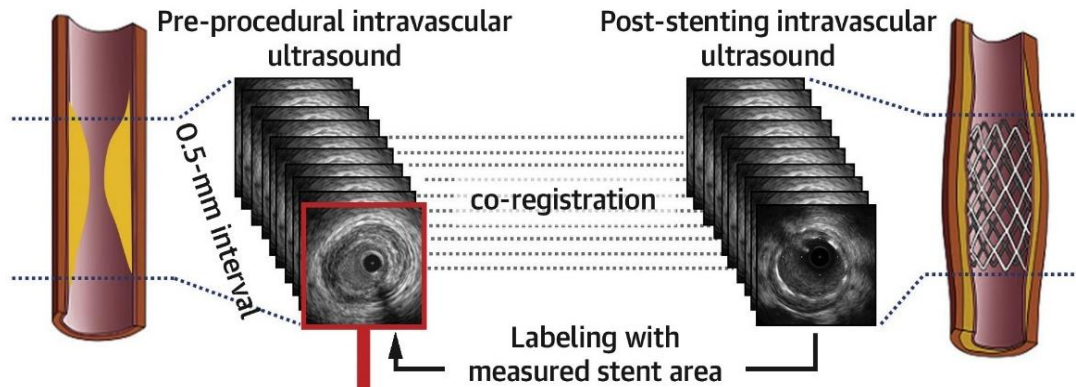 Pre-procedural intravascular
ultrasound
Post-stenting intravascular
ultrasound
0.5-mm interval
co-registration
Labeling with
measured stent area